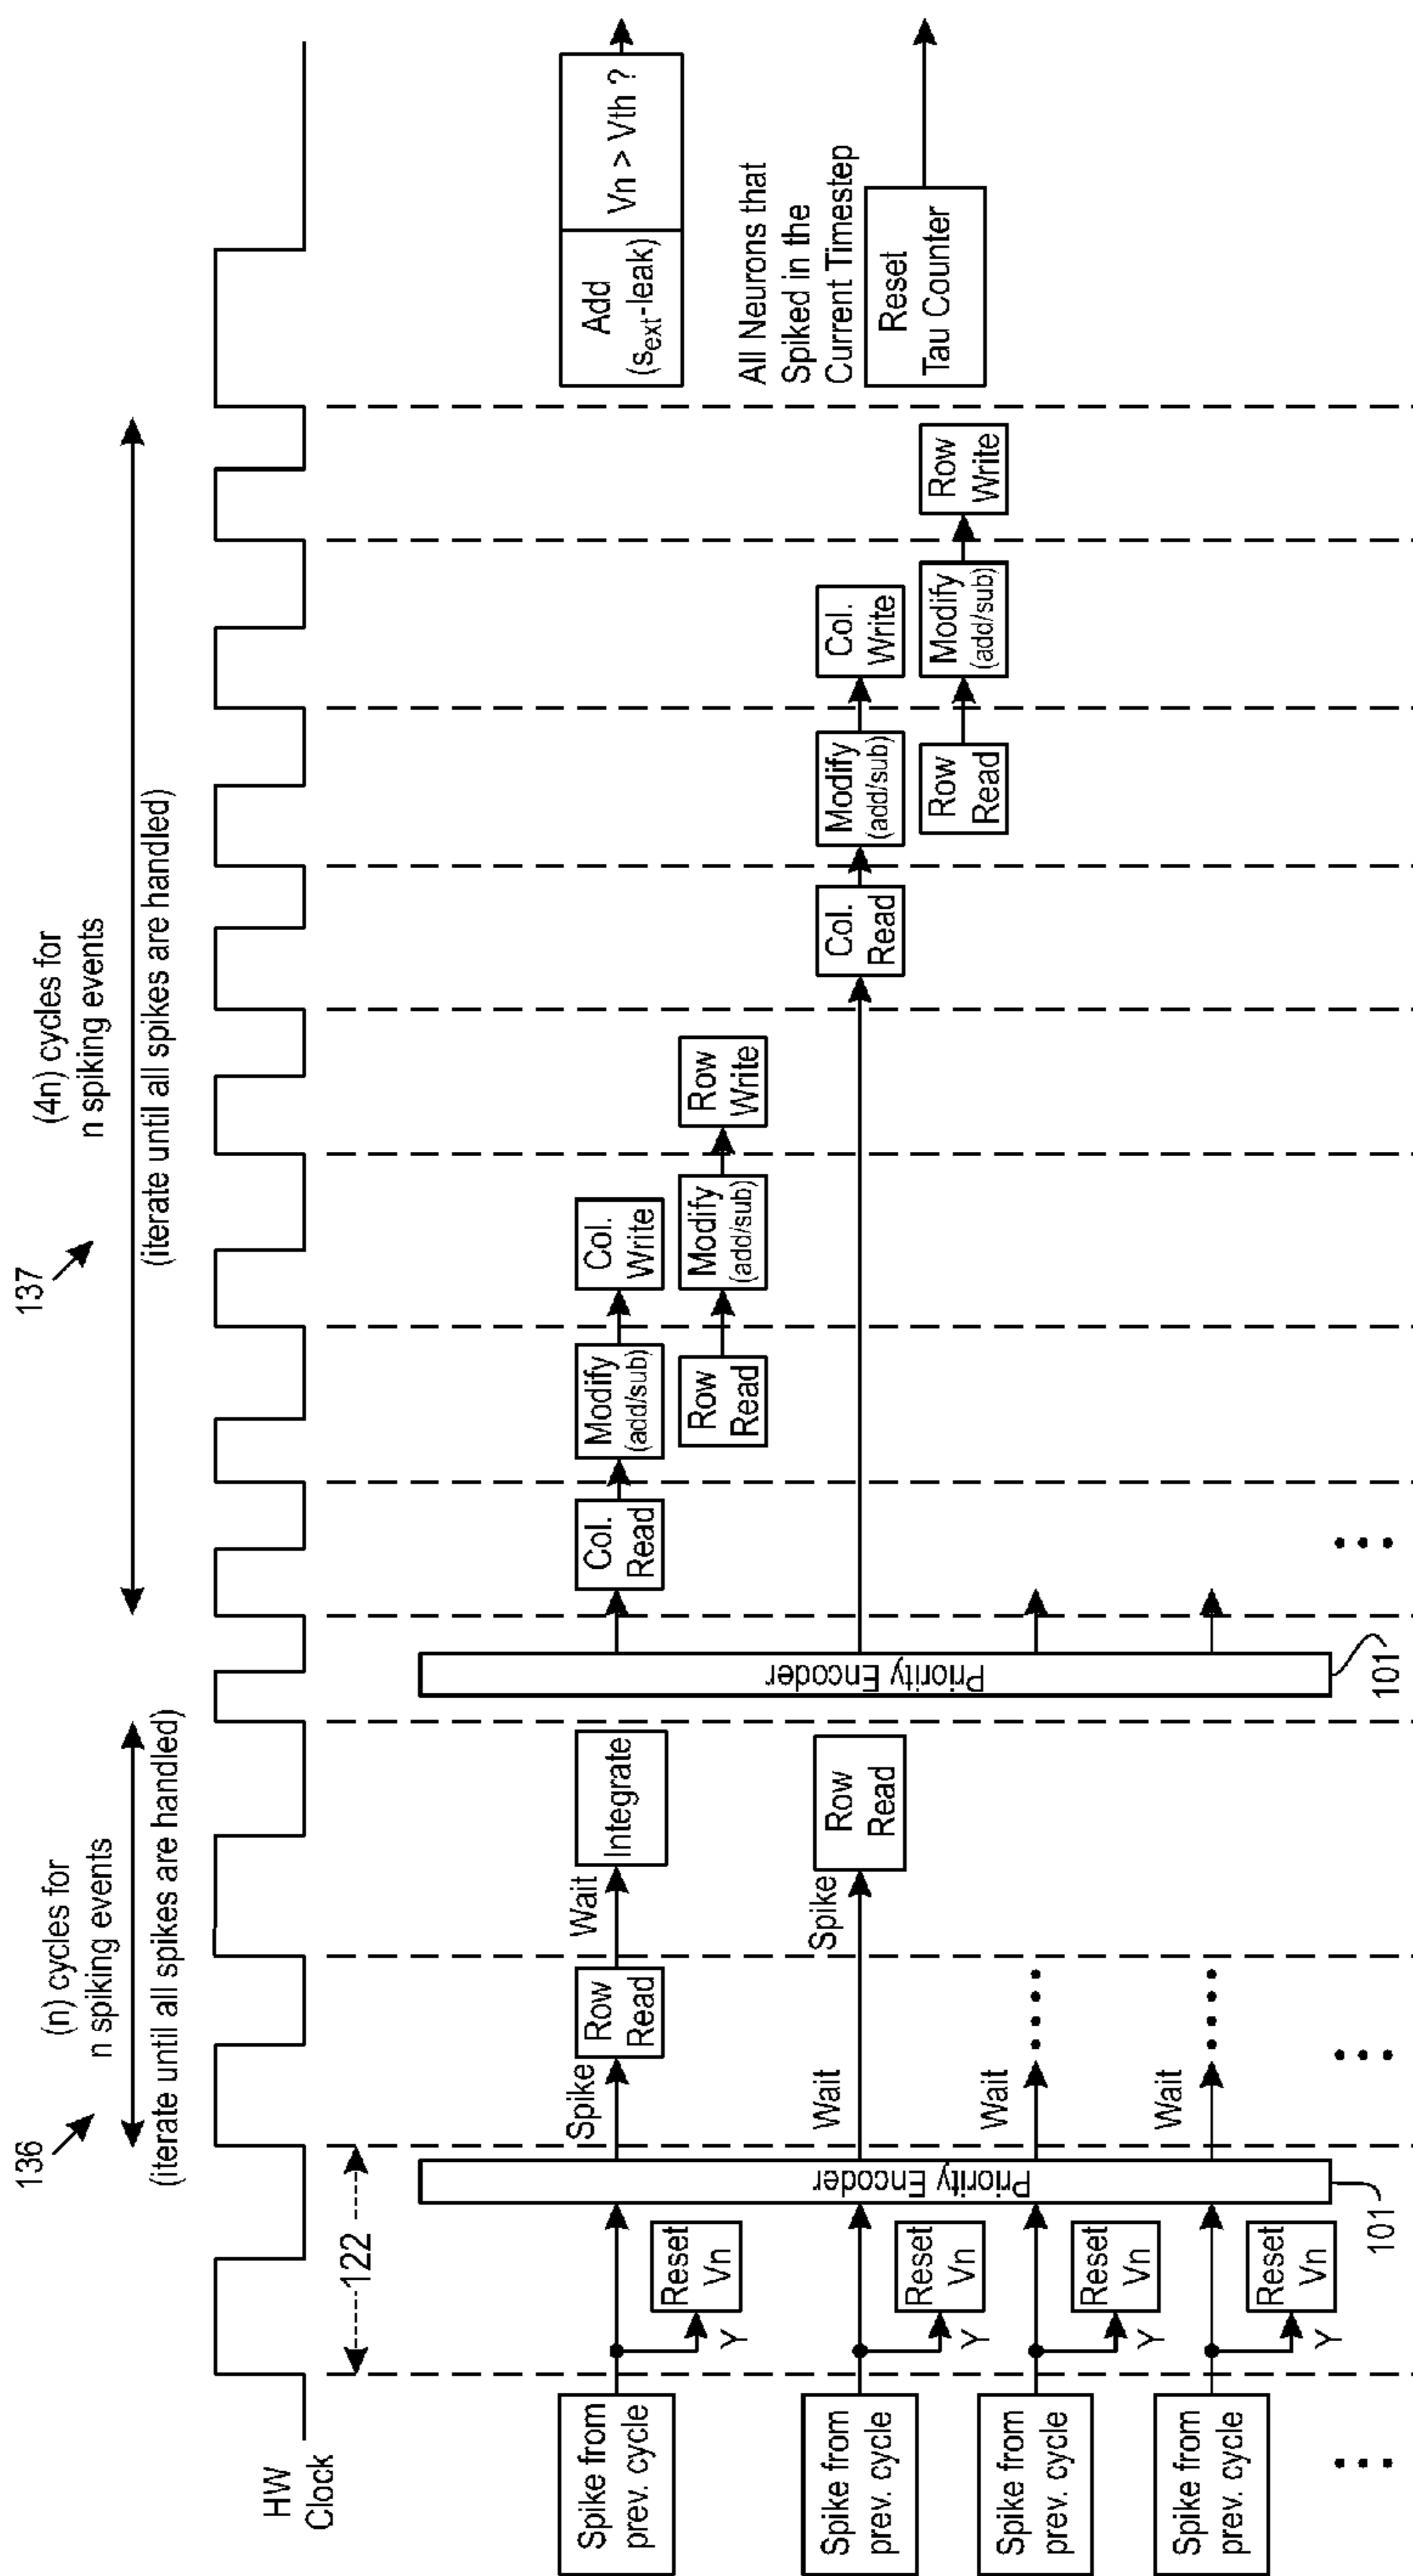 136
(n) cycles for
n spiking events
(iterate until all spikes are handled)
137
(4n) cycles for
n spiking events
(iterate until all spikes are handled)
HW
Clock
122
Spike from
prev. cycle
Y
Reset
Vn
Spike
Row
Read
Wait
Integrate
Col.
Read
Modify
(add/sub)
Col.
Write
Row
Read
Modify
(add/sub)
Row
Write
Add
(sext-leak)
Vn > Vth ?
Spike from
prev. cycle
Y
Reset
Vn
Wait
Spike
Row
Read
Col.
Read
Modify
(add/sub)
Col.
Write
Row
Read
Modify
(add/sub)
Row
Write
All Neurons that
Spiked in the
Current Timestep
Reset
Tau Counter
Spike from
prev. cycle
Y
Reset
Vn
Wait
Spike from
prev. cycle
Y
Reset
Vn
Wait
Priority Encoder
101
Priority Encoder
101